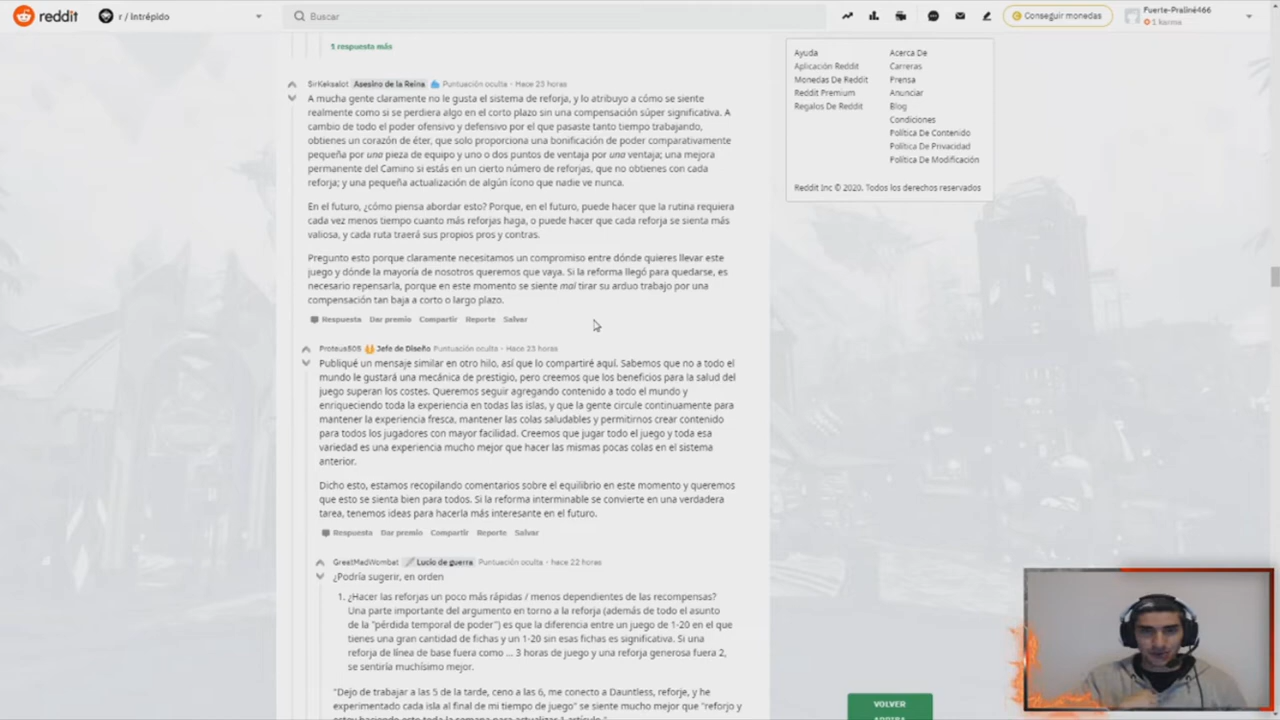 reddit
r / Intrépido
Buscar
Conseguir monedas
Fuerte-Praliné466
1 karma
1 respuesta más
SirKeksalot Asesino de la Reina Puntuación oculta · Hace 23 horas
A mucha gente claramente no le gusta el sistema de reforja, y lo atribuyo a cómo se siente
realmente como si se perdiera algo en el corto plazo sin una compensación súper significativa. A
cambio de todo el poder ofensivo y defensivo por el que pasaste tanto tiempo trabajando,
obtienes un corazón de éter, que solo proporciona una bonificación de poder comparativamente
pequeña por una pieza de equipo y uno o dos puntos de ventaja por una ventaja; una mejora
permanente del Camino si estás en un cierto número de reforjas, que no obtienes con cada
reforja; y una pequeña actualización de algún ícono que nadie ve nunca.
En el futuro, ¿cómo piensa abordar esto? Porque, en el futuro, puede hacer que la rutina requiera
cada vez menos tiempo cuanto más reforjas haga, o puede hacer que cada reforja se sienta más
valiosa, y cada ruta traerá sus propios pros y contras.
Pregunto esto porque claramente necesitamos un compromiso entre dónde quieres llevar este
juego y dónde la mayoría de nosotros queremos que vaya. Si la reforma llegó para quedarse, es
necesario repensarla, porque en este momento se siente mal tirar su arduo trabajo por una
compensación tan baja a corto o largo plazo.
Respuesta Dar premio Compartir Reporte Salvar
Proteus505 Jefe de Diseño Puntuación oculta · Hace 23 horas
Publiqué un mensaje similar en otro hilo, así que lo compartiré aquí. Sabemos que no a todo el
mundo le gustará una mecánica de prestigio, pero creemos que los beneficios para la salud del
juego superan los costes. Queremos seguir agregando contenido a todo el mundo y
enriqueciendo toda la experiencia en todas las islas, y que la gente circule continuamente para
mantener la experiencia fresca, mantener las colas saludables y permitirnos crear contenido
para todos los jugadores con mayor facilidad. Creemos que jugar todo el juego y toda esa
variedad es una experiencia mucho mejor que hacer las mismas pocas colas en el sistema
anterior.
Dicho esto, estamos recopilando comentarios sobre el equilibrio en este momento y queremos
que esto se sienta bien para todos. Si la reforma interminable se convierte en una verdadera
tarea, tenemos ideas para hacerla más interesante en el futuro.
Respuesta Dar premio Compartir Reporte Salvar
GreatMadWombat Lucio de guerra Puntuación oculta · hace 22 horas
¿Podría sugerir, en orden
1. ¿Hacer las reforjas un poco más rápidas / menos dependientes de las recompensas?
Una parte importante del argumento en torno a la reforja (además de todo el asunto
de la "pérdida temporal de poder") es que la diferencia entre un juego de 1-20 en el que
tienes una gran cantidad de fichas y un 1-20 sin esas fichas es significativa. Si una
reforja de línea de base fuera como ... 3 horas de juego y una reforja generosa fuera 2,
se sentiría muchísimo mejor.
"Dejo de trabajar a las 5 de la tarde, ceno a las 6, me conecto a Dauntless, reforje, y he
experimentado cada isla al final de mi tiempo de juego" se siente mucho mejor que "reforjo y
estoy haciendo esto toda la semana para actualizar 1 artículo."
Ayuda
Aplicación Reddit
Monedas De Reddit
Reddit Premium
Regalos De Reddit
Acerca De
Carreras
Prensa
Anunciar
Blog
Condiciones
Política De Contenido
Política De Privacidad
Política De Modificación
Reddit Inc © 2020. Todos los derechos reservados
VOLVER
ARRIBA